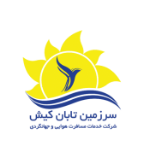 سرزمین تابان کیش
شرکت خدمات مسافرت هوایی و جهانگردی